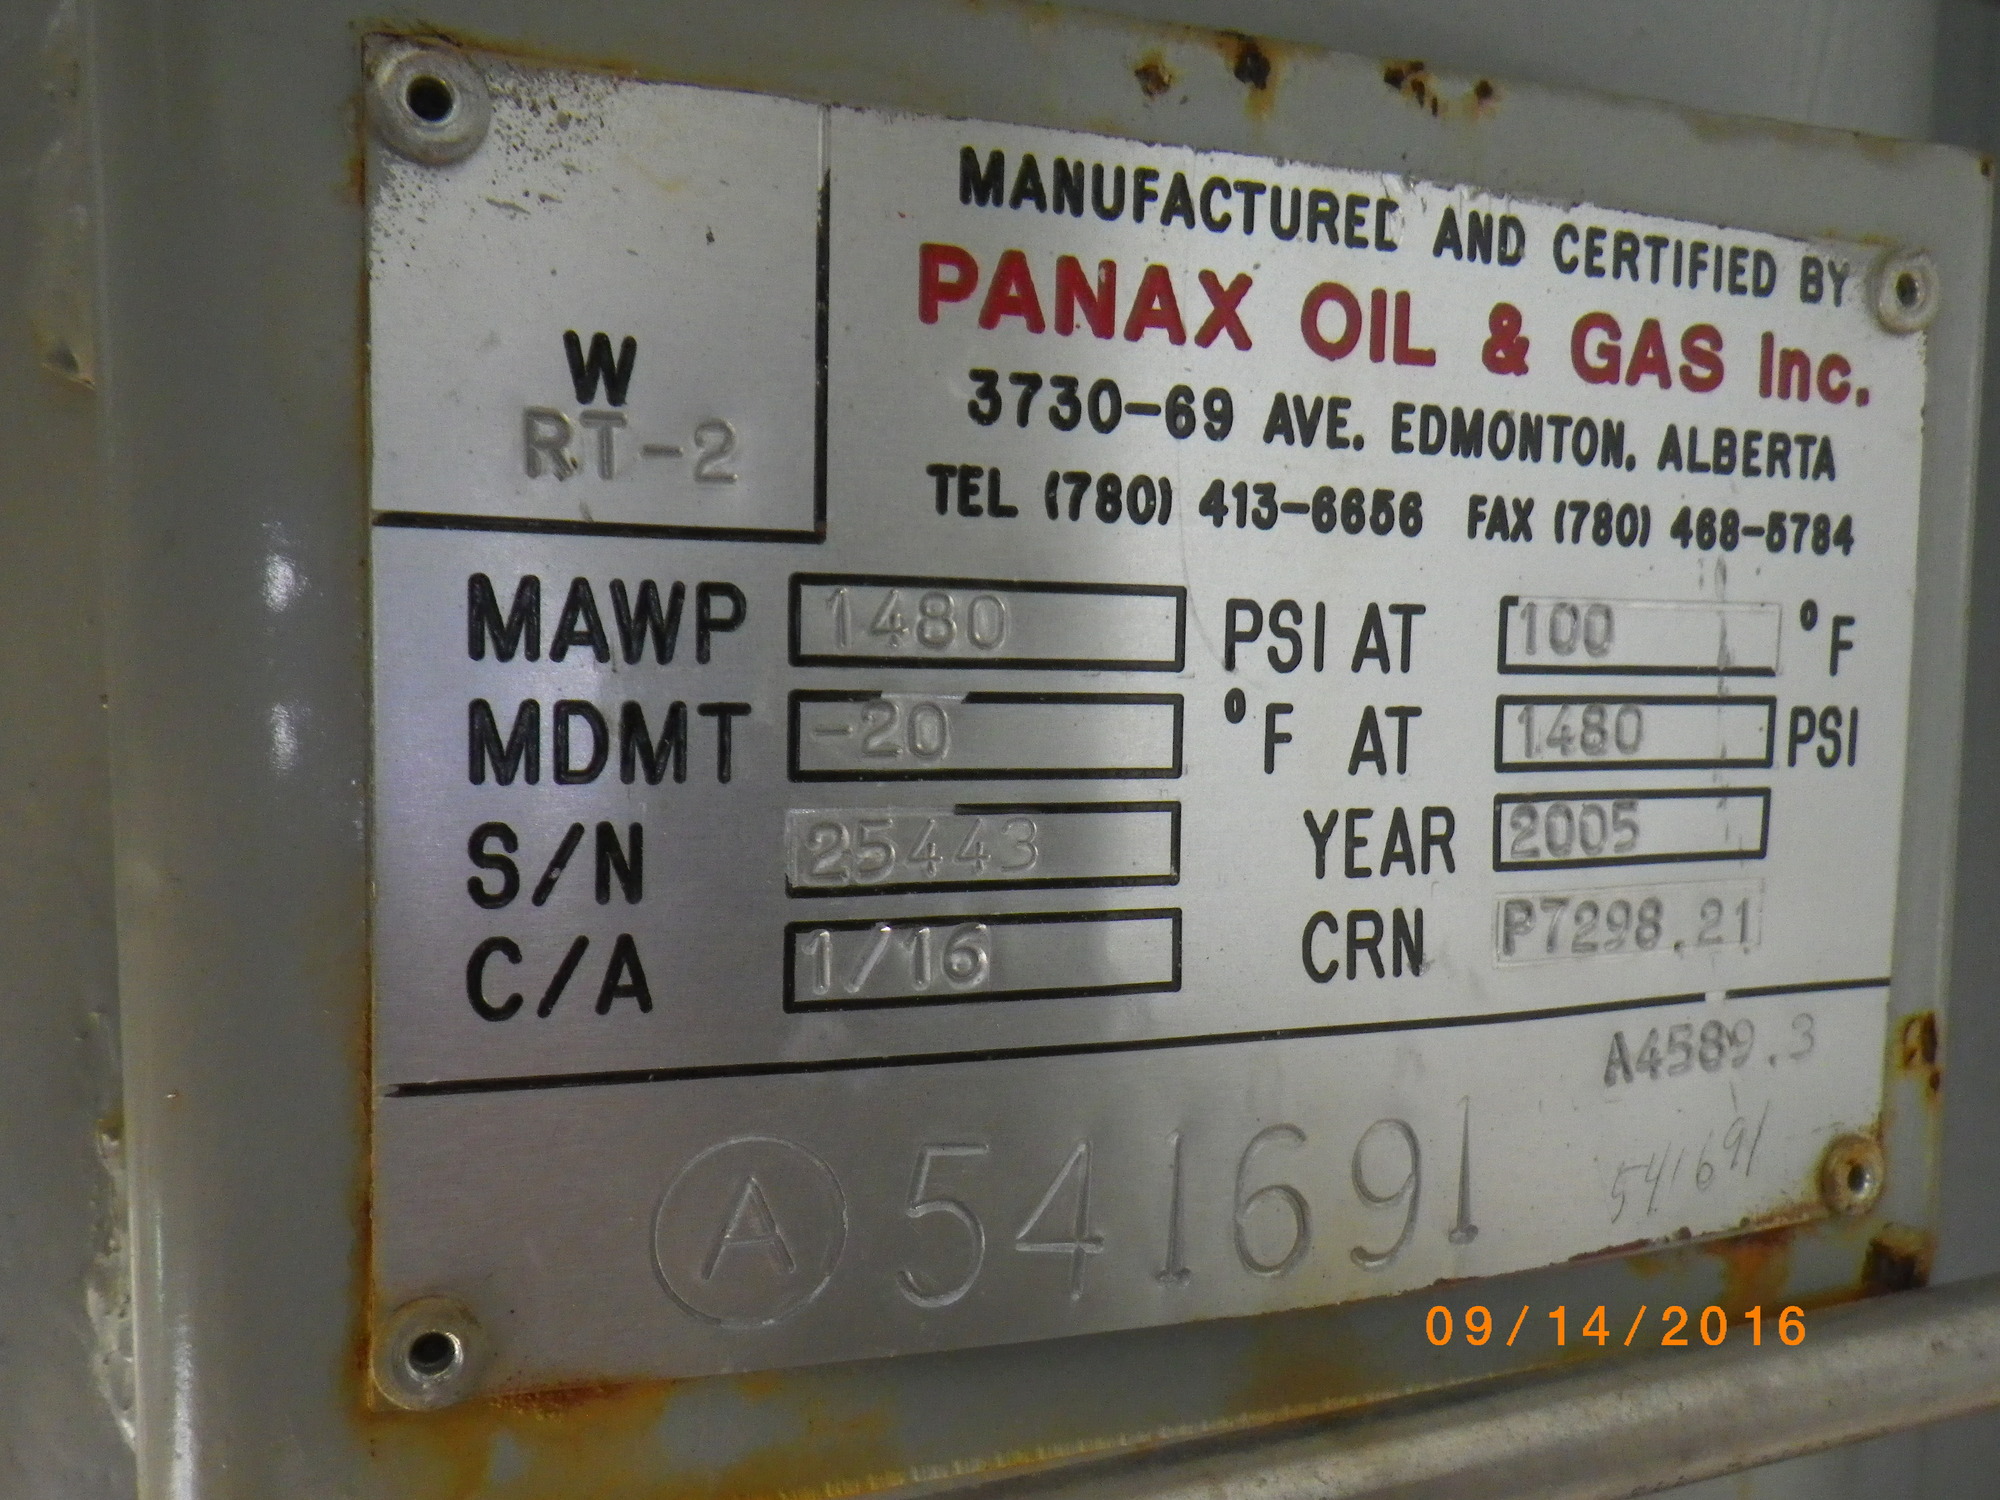 W
RT-2
MANUFACTURED AND CERTIFIED BY
PANAX OIL & GAS Inc.
3730-69 AVE. EDMONTON. ALBERTA
TEL (780) 413-6656 FAX (780) 468-5784
MAWP 1480 PSI AT 100 °F
MDMT -20 °F AT 1480 PSI
S/N 25443 YEAR 2005
C/A 1/16 CRN P7298.21
A4589.3
A 541691
541691
09/14/2016